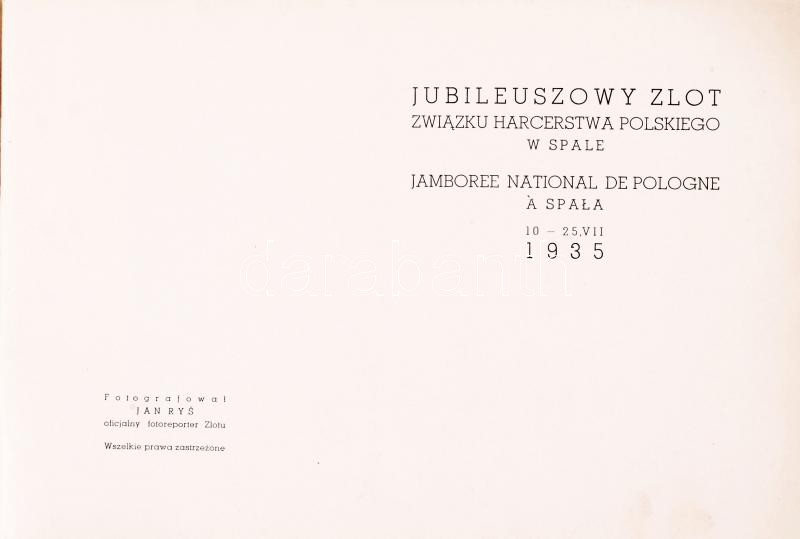 JUBILEUSZOWY ZLOT
ZWIĄZKU HARCERSTWA POLSKIEGO
W SPALE
JAMBOREE NATIONAL DE POLOGNE
À SPAŁA
10 – 25.VII
1935
darabanth
Fotografował
JAN RYŚ
oficjalny fotoreporter Zlotu
Wszelkie prawa zastrzeżone